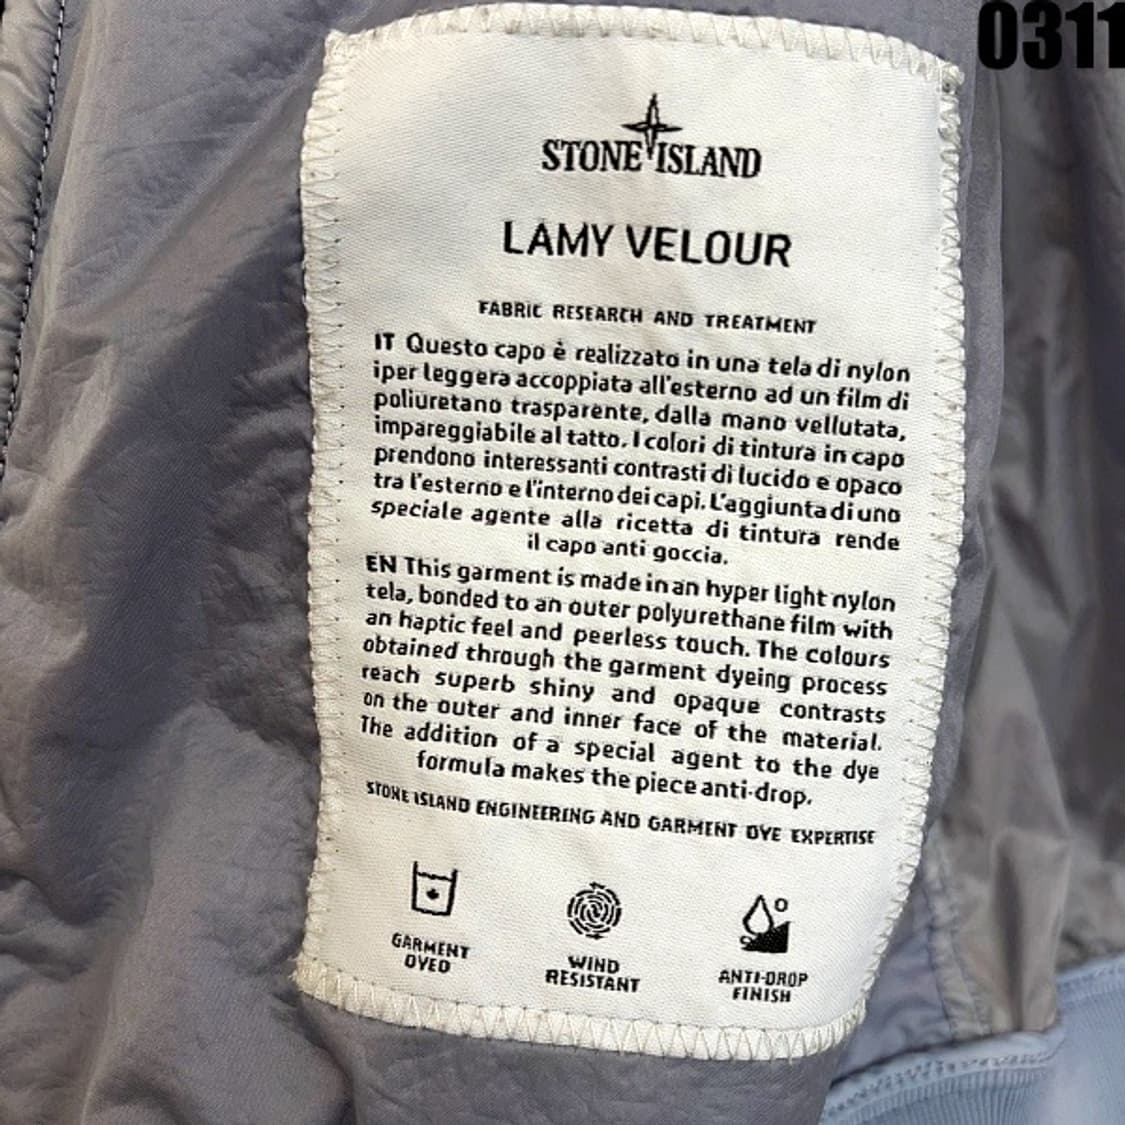 0311
STONE ISLAND
LAMY VELOUR
FABRIC RESEARCH AND TREATMENT
IT Questo capo è realizzato in una tela di nylon
iper leggera accoppiata all'esterno ad un film di
poliuretano trasparente, dalla mano vellutata,
impareggiabile al tatto. I colori di tintura in capo
prendono interessanti contrasti di lucido e opaco
tra l'esterno e l'interno dei capi. L'aggiunta di uno
speciale agente alla ricetta di tintura rende
il capo anti goccia.
EN This garment is made in an hyper light nylon
tela, bonded to an outer polyurethane film with
an haptic feel and peerless touch. The colours
obtained through the garment dyeing process
reach superb shiny and opaque contrasts
on the outer and inner face of the material.
The addition of a special agent to the dye
formula makes the piece anti-drop.
STONE ISLAND ENGINEERING AND GARMENT DYE EXPERTISE
GARMENT
DYED
WIND
RESISTANT
ANTI-DROP
FINISH